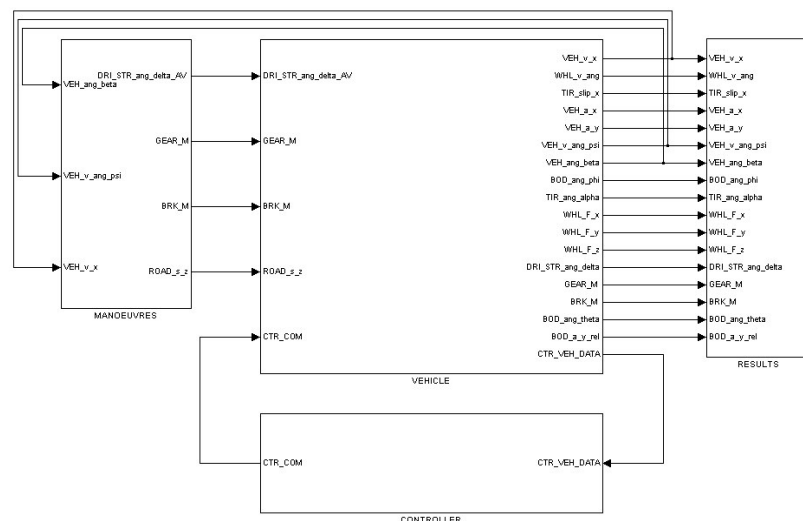 DRI_STR_ang_delta_AV
VEH_ang_beta
GEAR_M
VEH_v_ang_psi
BRK_M
VEH_v_x
ROAD_s_z
MANOEUVRES
DRI_STR_ang_delta_AV
GEAR_M
BRK_M
ROAD_s_z
CTR_COM
VEH_v_x
WHL_v_ang
TIR_slip_x
VEH_a_x
VEH_a_y
VEH_v_ang_psi
VEH_ang_beta
BOD_ang_phi
TIR_ang_alpha
WHL_F_x
WHL_F_y
WHL_F_z
DRI_STR_ang_delta
GEAR_M
BRK_M
BOD_ang_theta
BOD_a_y_rel
CTR_VEH_DATA
VEHICLE
VEH_v_x
WHL_v_ang
TIR_slip_x
VEH_a_x
VEH_a_y
VEH_v_ang_psi
VEH_ang_beta
BOD_ang_phi
TIR_ang_alpha
WHL_F_x
WHL_F_y
WHL_F_z
DRI_STR_ang_delta
GEAR_M
BRK_M
BOD_ang_theta
BOD_a_y_rel
RESULTS
CTR_COM
CTR_VEH_DATA
CONTROLLER